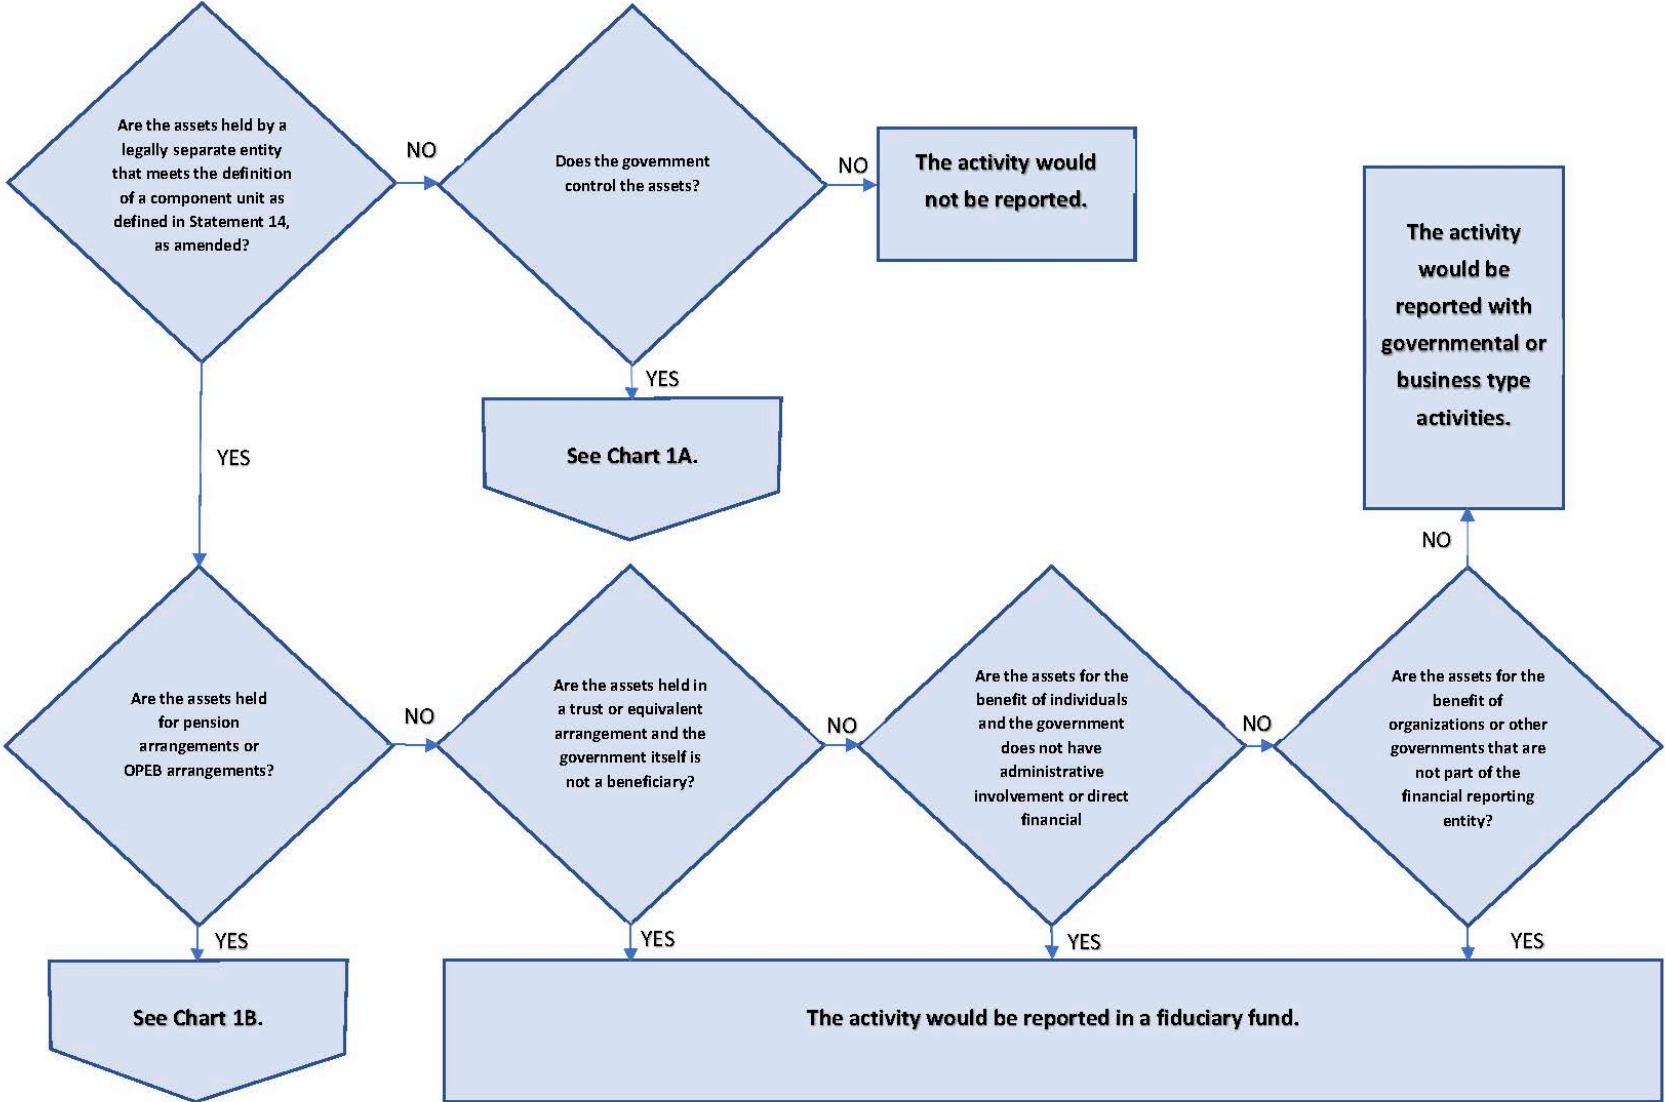 Are the assets held by a
legally separate entity
that meets the definition
of a component unit as
defined in Statement 14,
as amended?
NO
Does the government
control the assets?
NO
The activity would
not be reported.
YES
See Chart 1A.
YES
The activity
would be
reported with
governmental or
business type
activities.
NO
Are the assets held
for pension
arrangements or
OPEB arrangements?
NO
Are the assets held in
a trust or equivalent
arrangement and the
government itself is
not a beneficiary?
NO
Are the assets for the
benefit of individuals
and the government
does not have
administrative
involvement or direct
financial
NO
Are the assets for the
benefit of
organizations or other
governments that are
not part of the
financial reporting
entity?
YES
See Chart 1B.
YES
YES
YES
The activity would be reported in a fiduciary fund.